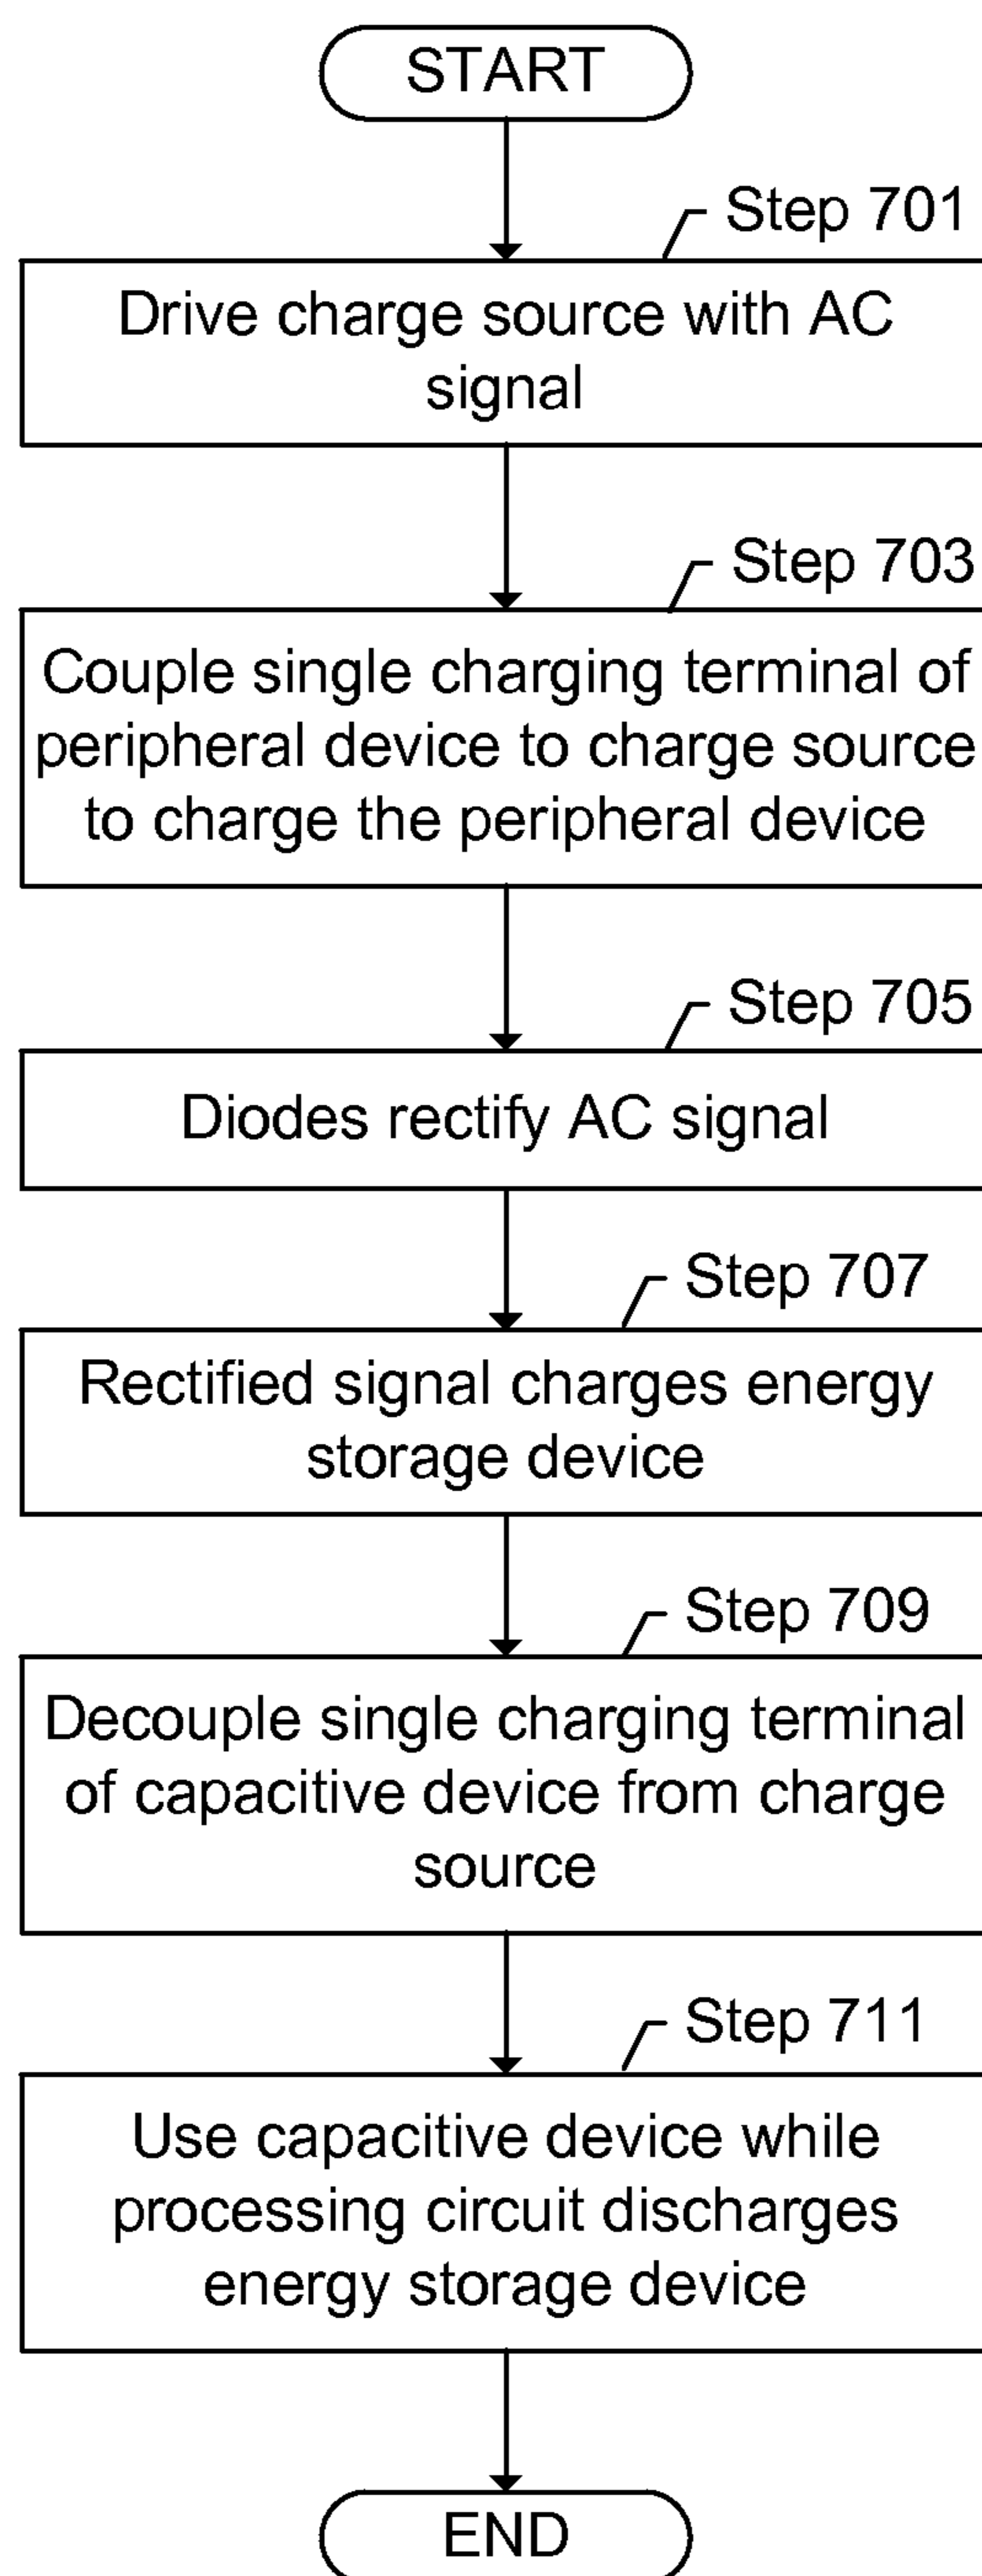 START
Step 701
Drive charge source with AC
signal
Step 703
Couple single charging terminal of
peripheral device to charge source
to charge the peripheral device
Step 705
Diodes rectify AC signal
Step 707
Rectified signal charges energy
storage device
Step 709
Decouple single charging terminal
of capacitive device from charge
source
Step 711
Use capacitive device while
processing circuit discharges
energy storage device
END